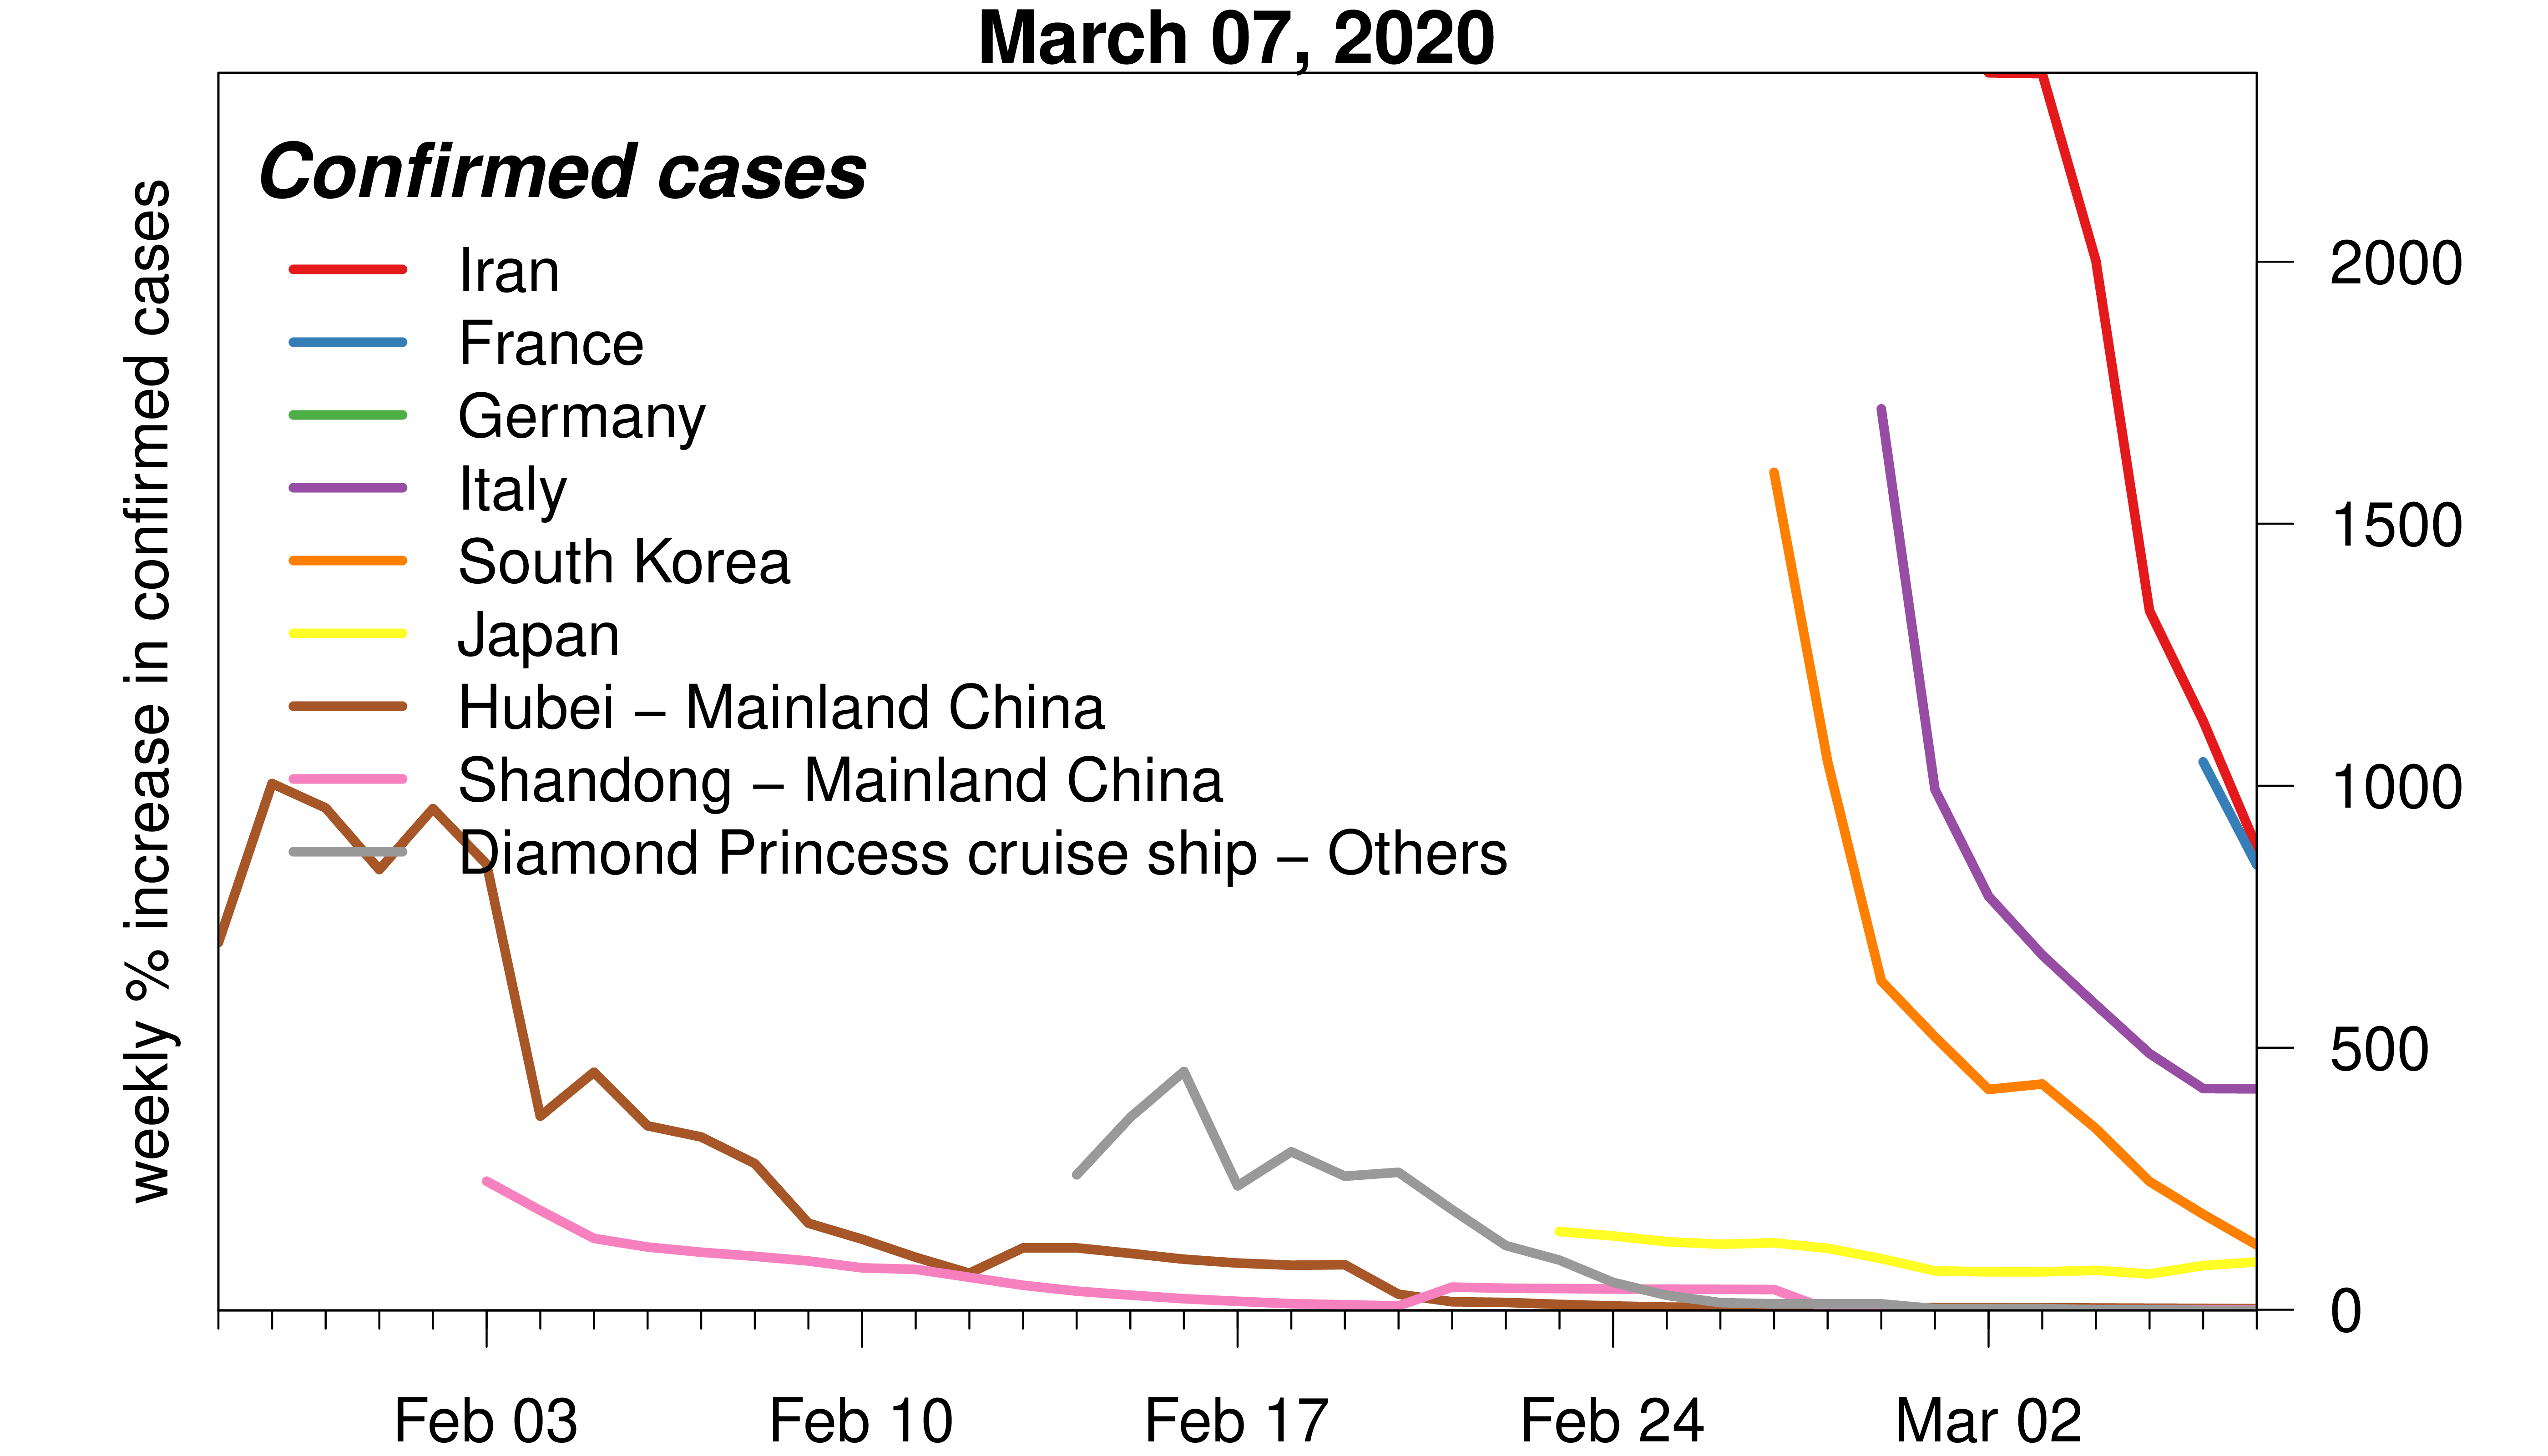 March 07, 2020
weekly % increase in confirmed cases
Confirmed cases
Iran
France
Germany
Italy
South Korea
Japan
Hubei – Mainland China
Shandong – Mainland China
Diamond Princess cruise ship – Others
2000
1500
1000
500
0
Feb 03
Feb 10
Feb 17
Feb 24
Mar 02